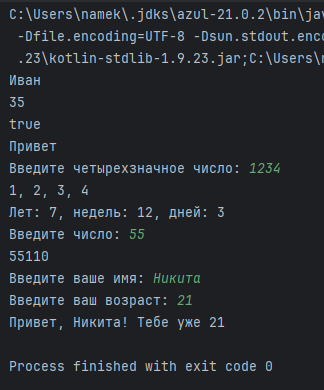 C:\Users\namek\.jdks\azul-21.0.2\bin\jav
-Dfile.encoding=UTF-8 -Dsun.stdout.enco
.23\kotlin-stdlib-1.9.23.jar;C:\Users\n
Иван
35
true
Привет
Введите четырехзначное число: 1234
1, 2, 3, 4
Лет: 7, недель: 12, дней: 3
Введите число: 55
55110
Введите ваше имя: Никита
Введите ваш возраст: 21
Привет, Никита! Тебе уже 21
Process finished with exit code 0